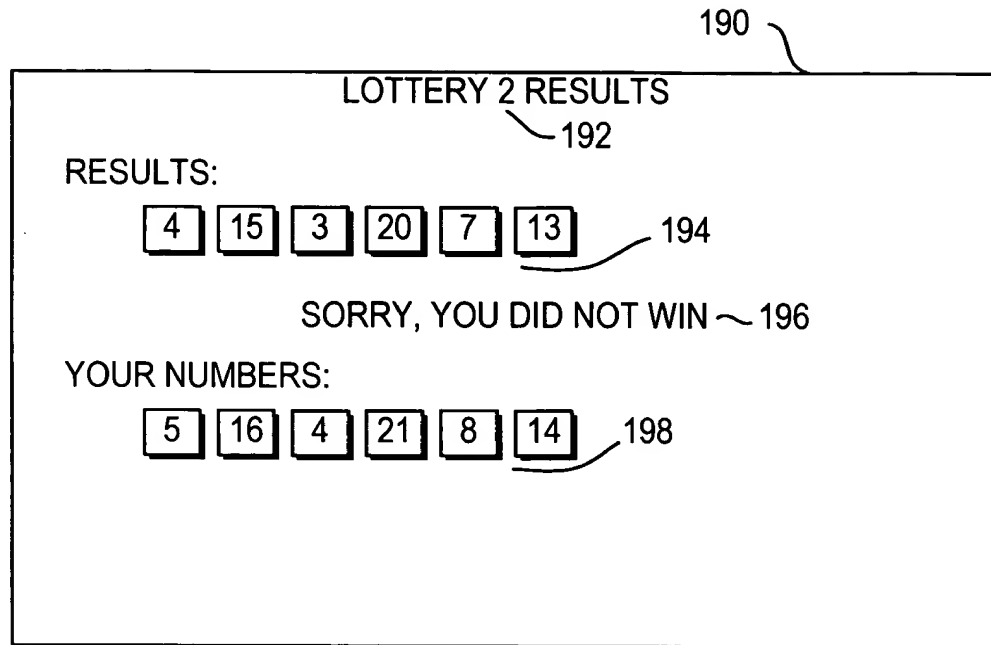 190
LOTTERY 2 RESULTS
192
RESULTS:
4 15 3 20 7 13
194
SORRY, YOU DID NOT WIN 196
YOUR NUMBERS:
5 16 4 21 8 14
198